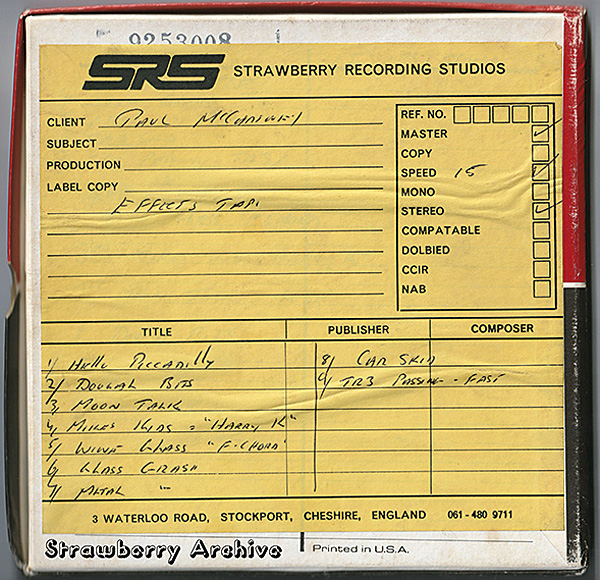 9253008
SRS STRAWBERRY RECORDING STUDIOS
CLIENT PAUL McCARTNEY
SUBJECT
PRODUCTION
LABEL COPY
EFFECTS TAPE
REF. NO.
MASTER ✓
COPY
SPEED 15 ✓
MONO
STEREO ✓
COMPATABLE
DOLBIED
CCIR
NAB
TITLE PUBLISHER COMPOSER
1/ HELLO PICCADILLY
2/ DOUGAL BITS
3/ MOON TALK
4/ MILES "HARRY K"
5/ WINE GLASS "F-CHORD"
6/ GLASS CRASH
7/ METAL "
8/ CAR SKID
9/ TR3 PASSING - FAST
3 WATERLOO ROAD, STOCKPORT, CHESHIRE, ENGLAND 061-480 9711
Strawberry Archive
Printed in U.S.A.